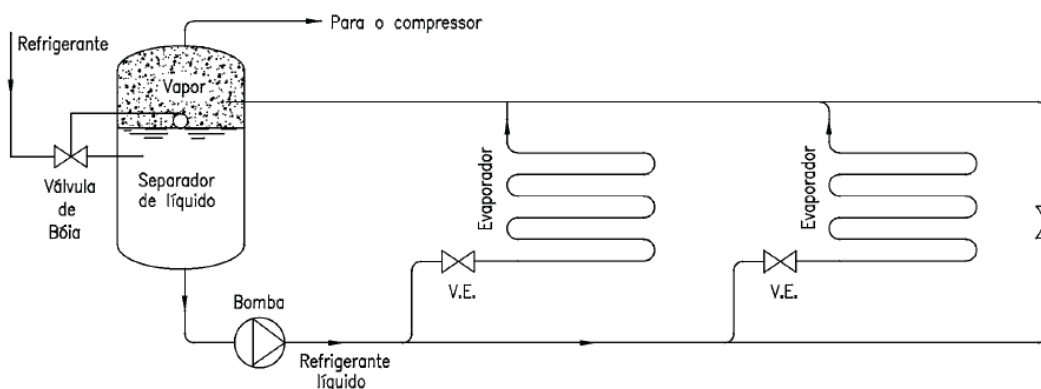 Para o compressor
Refrigerante
Vapor
Separador
de líquido
Válvula
de
Bóia
Evaporador
Evaporador
V.E.
V.E.
Bomba
Refrigerante
líquido